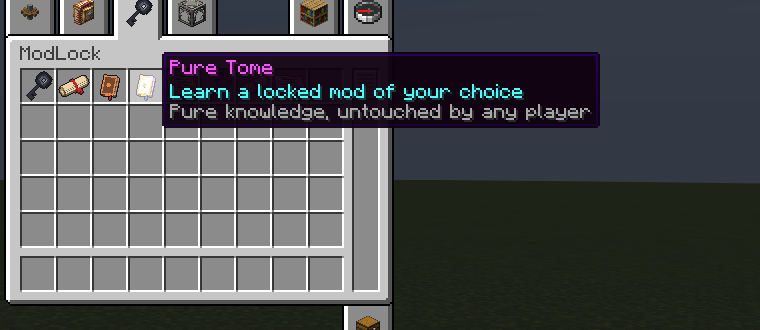 ModLock
Pure Tome
Learn a locked mod of your choice
Pure knowledge, untouched by any player